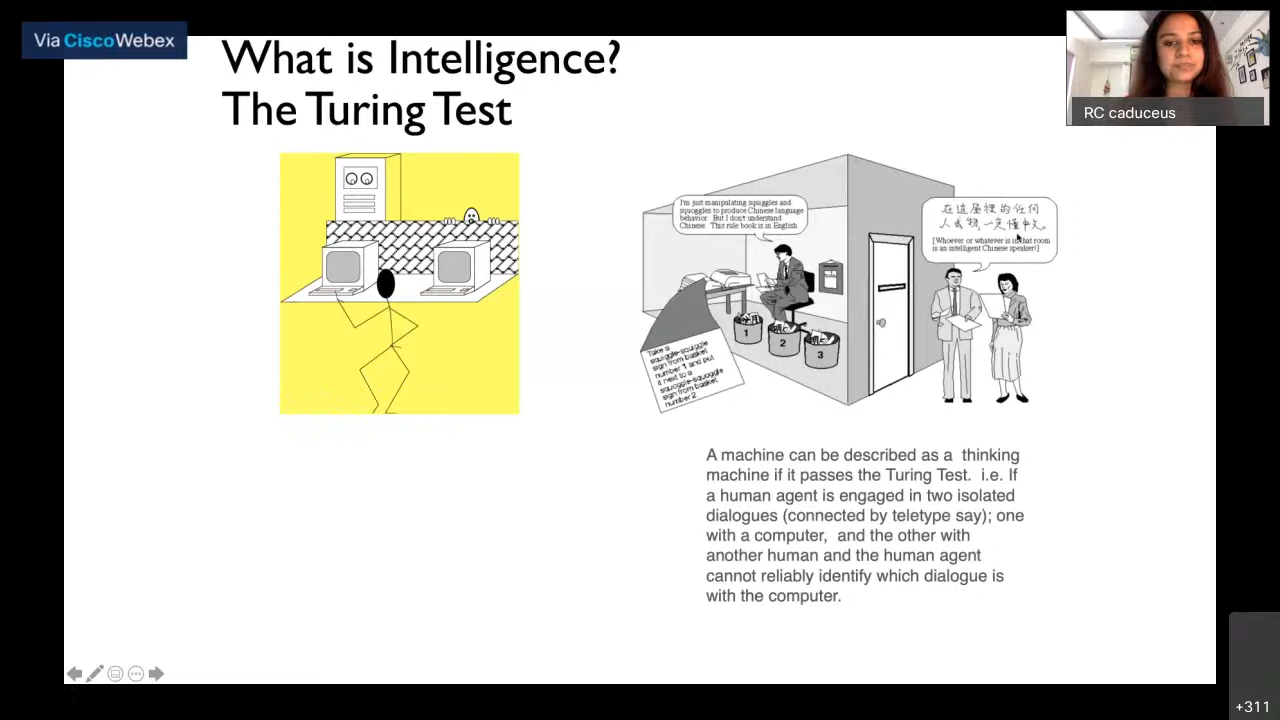 Via Cisco Webex
What is Intelligence?
The Turing Test
RC caduceus
I'm just manipulating squiggles and
squoggles to produce Chinese language
behavior. But I don't understand
Chinese. This rule book is in English.
在這屋裡的任何
一定懂中文。
[Whoever or whatever is in that room
is an intelligent Chinese speaker!]
1
2
3
Take a
squiggle-squiggle
sign from basket
number 1 and put
it next to a
squoggle-squoggle
sign from basket
number 2
A machine can be described as a thinking
machine if it passes the Turing Test. i.e. If
a human agent is engaged in two isolated
dialogues (connected by teletype say); one
with a computer, and the other with
another human and the human agent
cannot reliably identify which dialogue is
with the computer.
+311